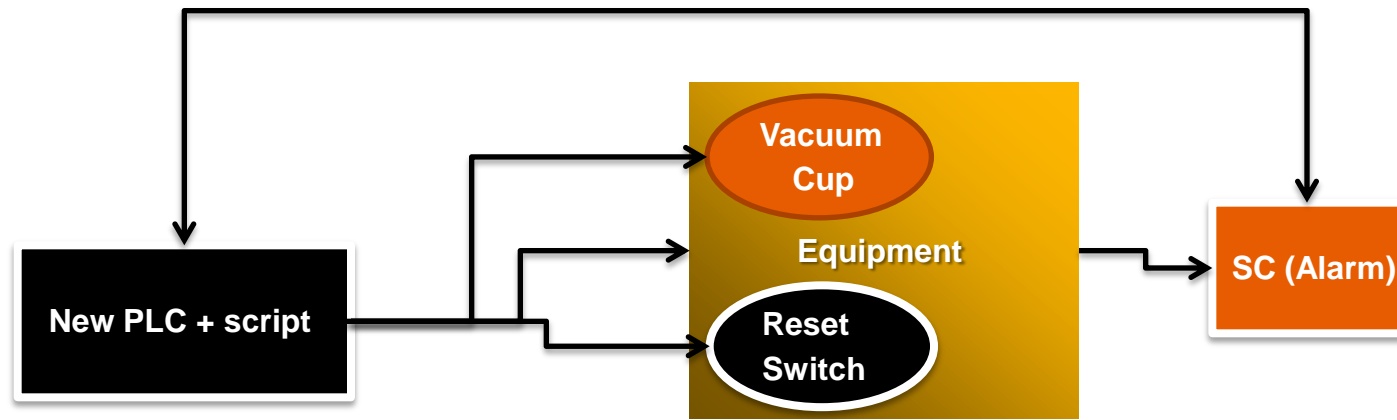 Vacuum
Cup
Equipment
SC (Alarm)
New PLC + script
Reset
Switch